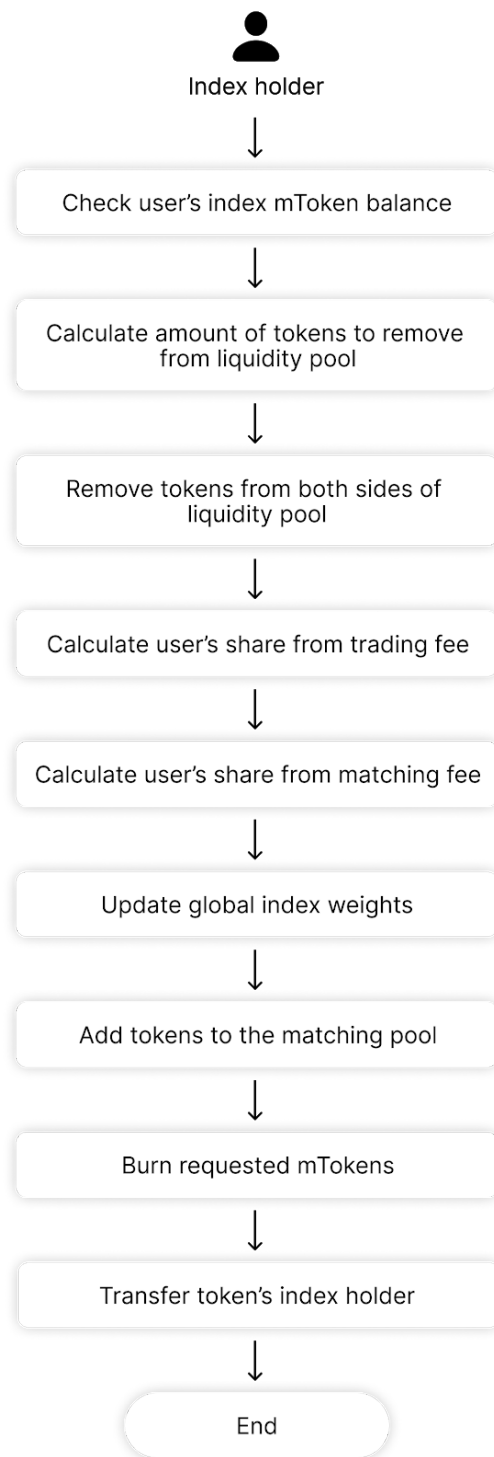 Index holder
Check user’s index mToken balance
Calculate amount of tokens to remove
from liquidity pool
Remove tokens from both sides of
liquidity pool
Calculate user’s share from trading fee
Calculate user’s share from matching fee
Update global index weights
Add tokens to the matching pool
Burn requested mTokens
Transfer token’s index holder
End